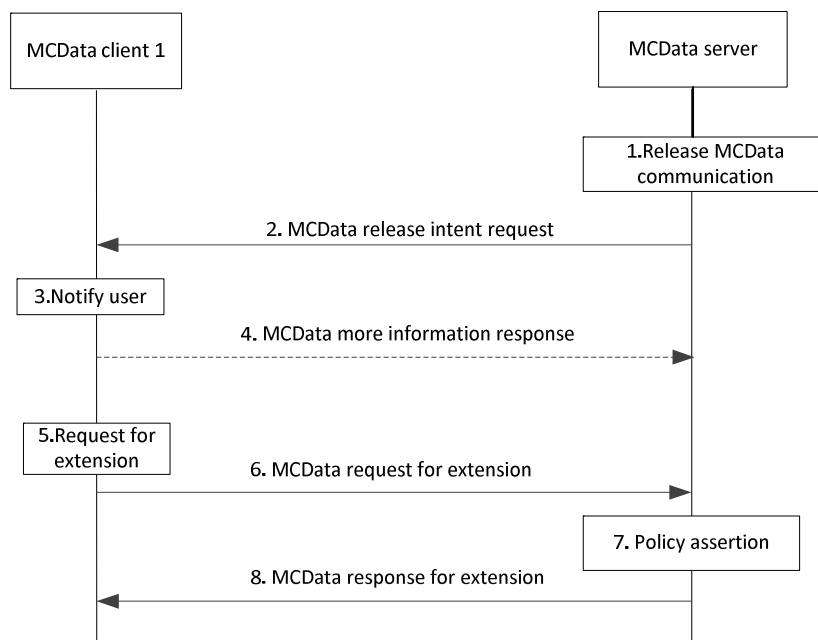 MCData client 1
MCData server
1.Release MCData
communication
2. MCData release intent request
3.Notify user
4. MCData more information response
5.Request for
extension
6. MCData request for extension
7. Policy assertion
8. MCData response for extension